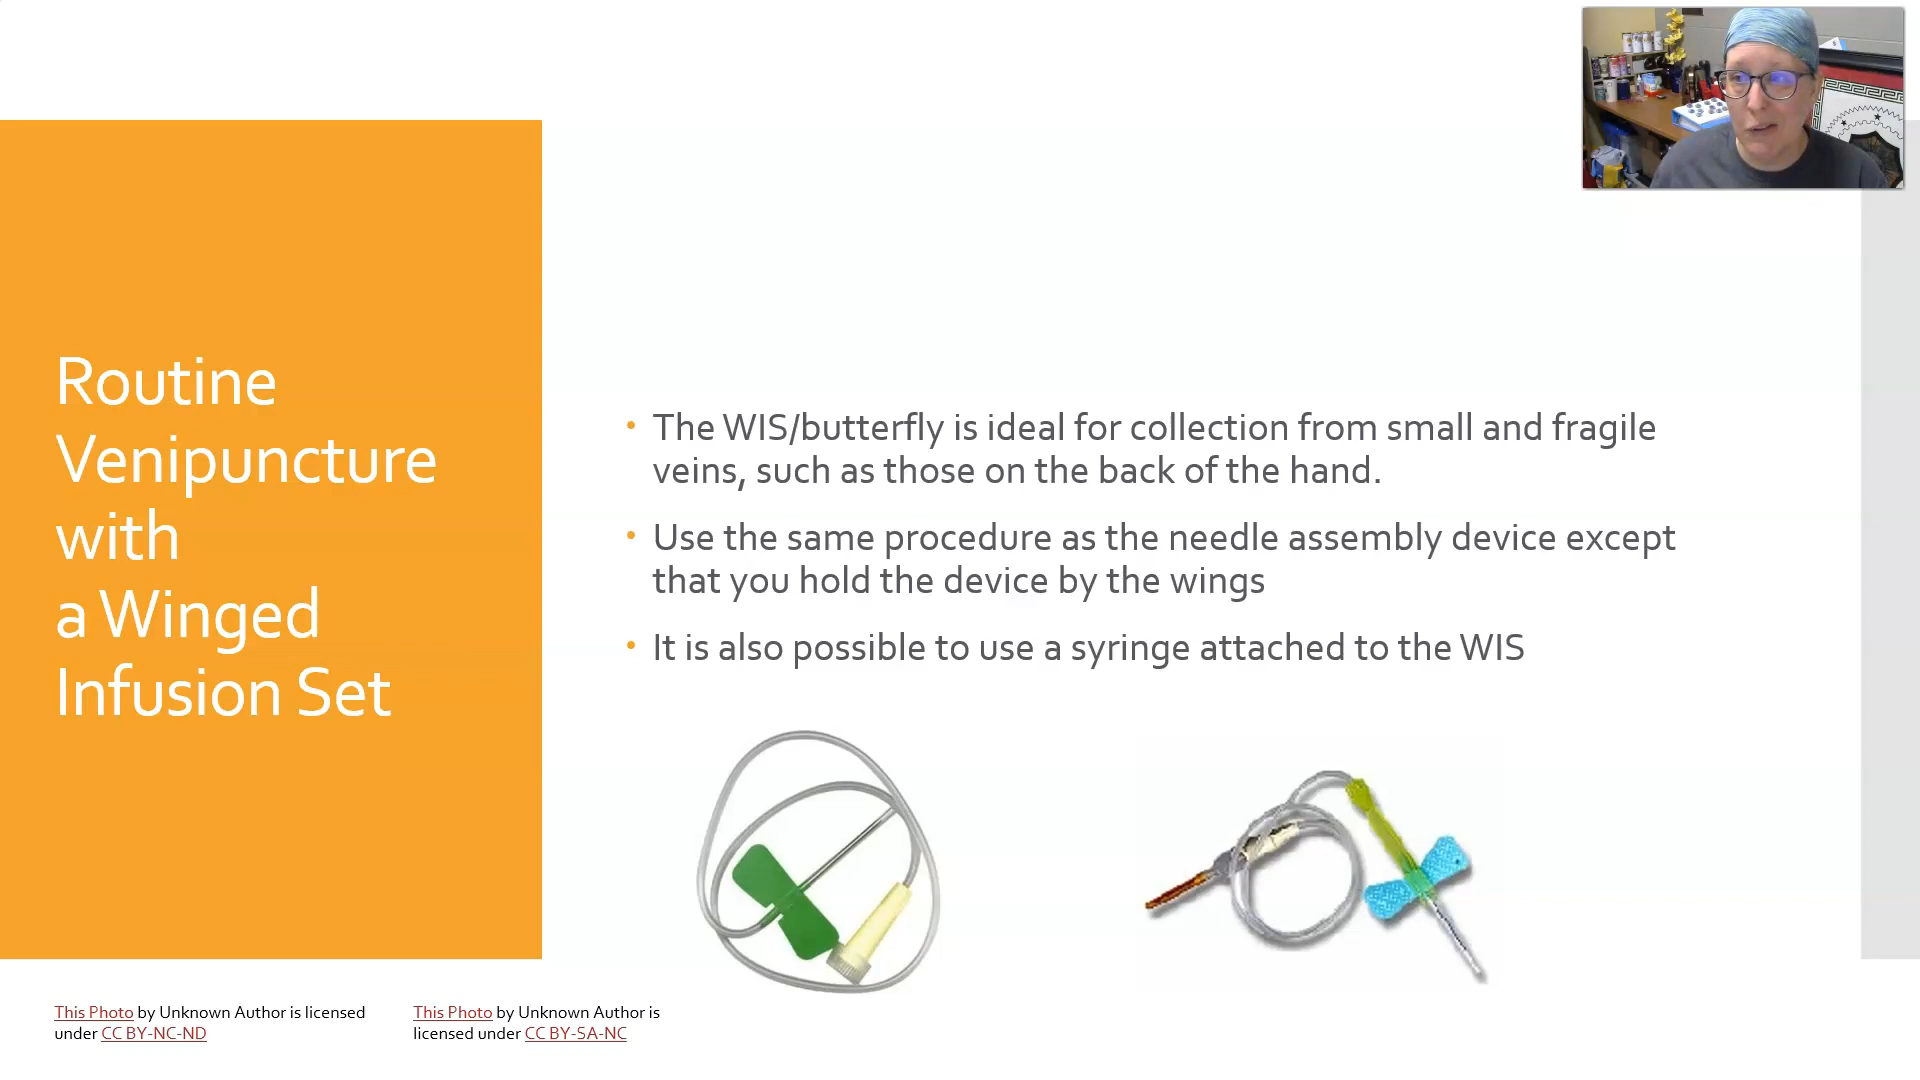 Routine
Venipuncture
with
a Winged
Infusion Set
• The WIS/butterfly is ideal for collection from small and fragile
veins, such as those on the back of the hand.
• Use the same procedure as the needle assembly device except
that you hold the device by the wings
• It is also possible to use a syringe attached to the WIS
This Photo by Unknown Author is licensed
under CC BY-NC-ND
This Photo by Unknown Author is
licensed under CC BY-SA-NC